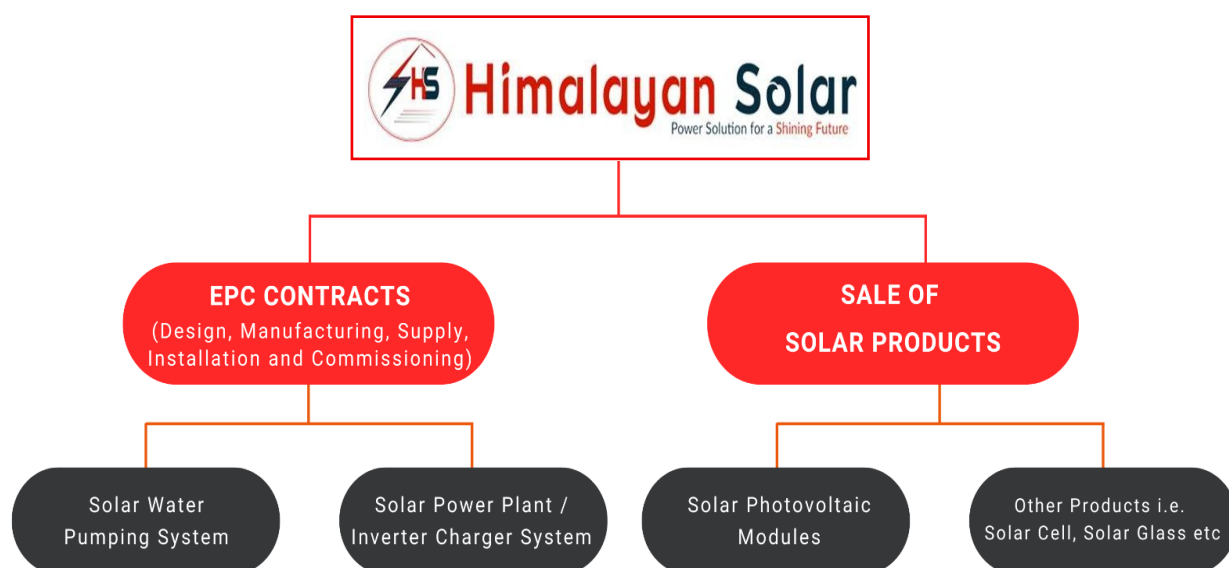 HS Himalayan Solar
Power Solution for a Shining Future
EPC CONTRACTS
(Design, Manufacturing, Supply,
Installation and Commissioning)
SALE OF
SOLAR PRODUCTS
Solar Water
Pumping System
Solar Power Plant /
Inverter Charger System
Solar Photovoltaic
Modules
Other Products i.e.
Solar Cell, Solar Glass etc